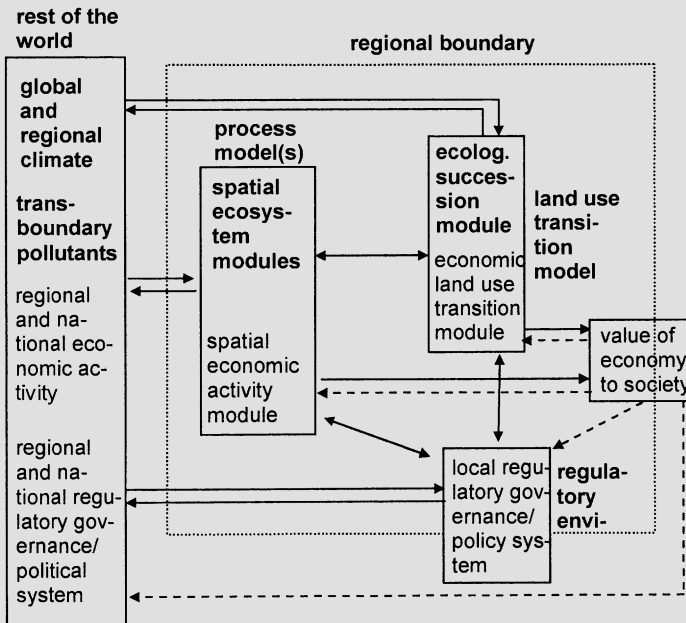 rest of the
world
regional boundary
global
and
regional
climate
trans-
boundary
pollutants
regional
and na-
tional eco-
nomic ac-
tivity
regional
and na-
tional regu-
latory gov-
ernance/
political
system
process
model(s)
spatial
ecosys-
tem
modules
spatial
economic
activity
module
ecolog.
succes-
sion
module
economic
land use
transition
module
land use
transi-
tion
model
value of
economy
to society
local regu-
latory gov-
ernance/
policy sys-
tem
regula-
tory
envi-